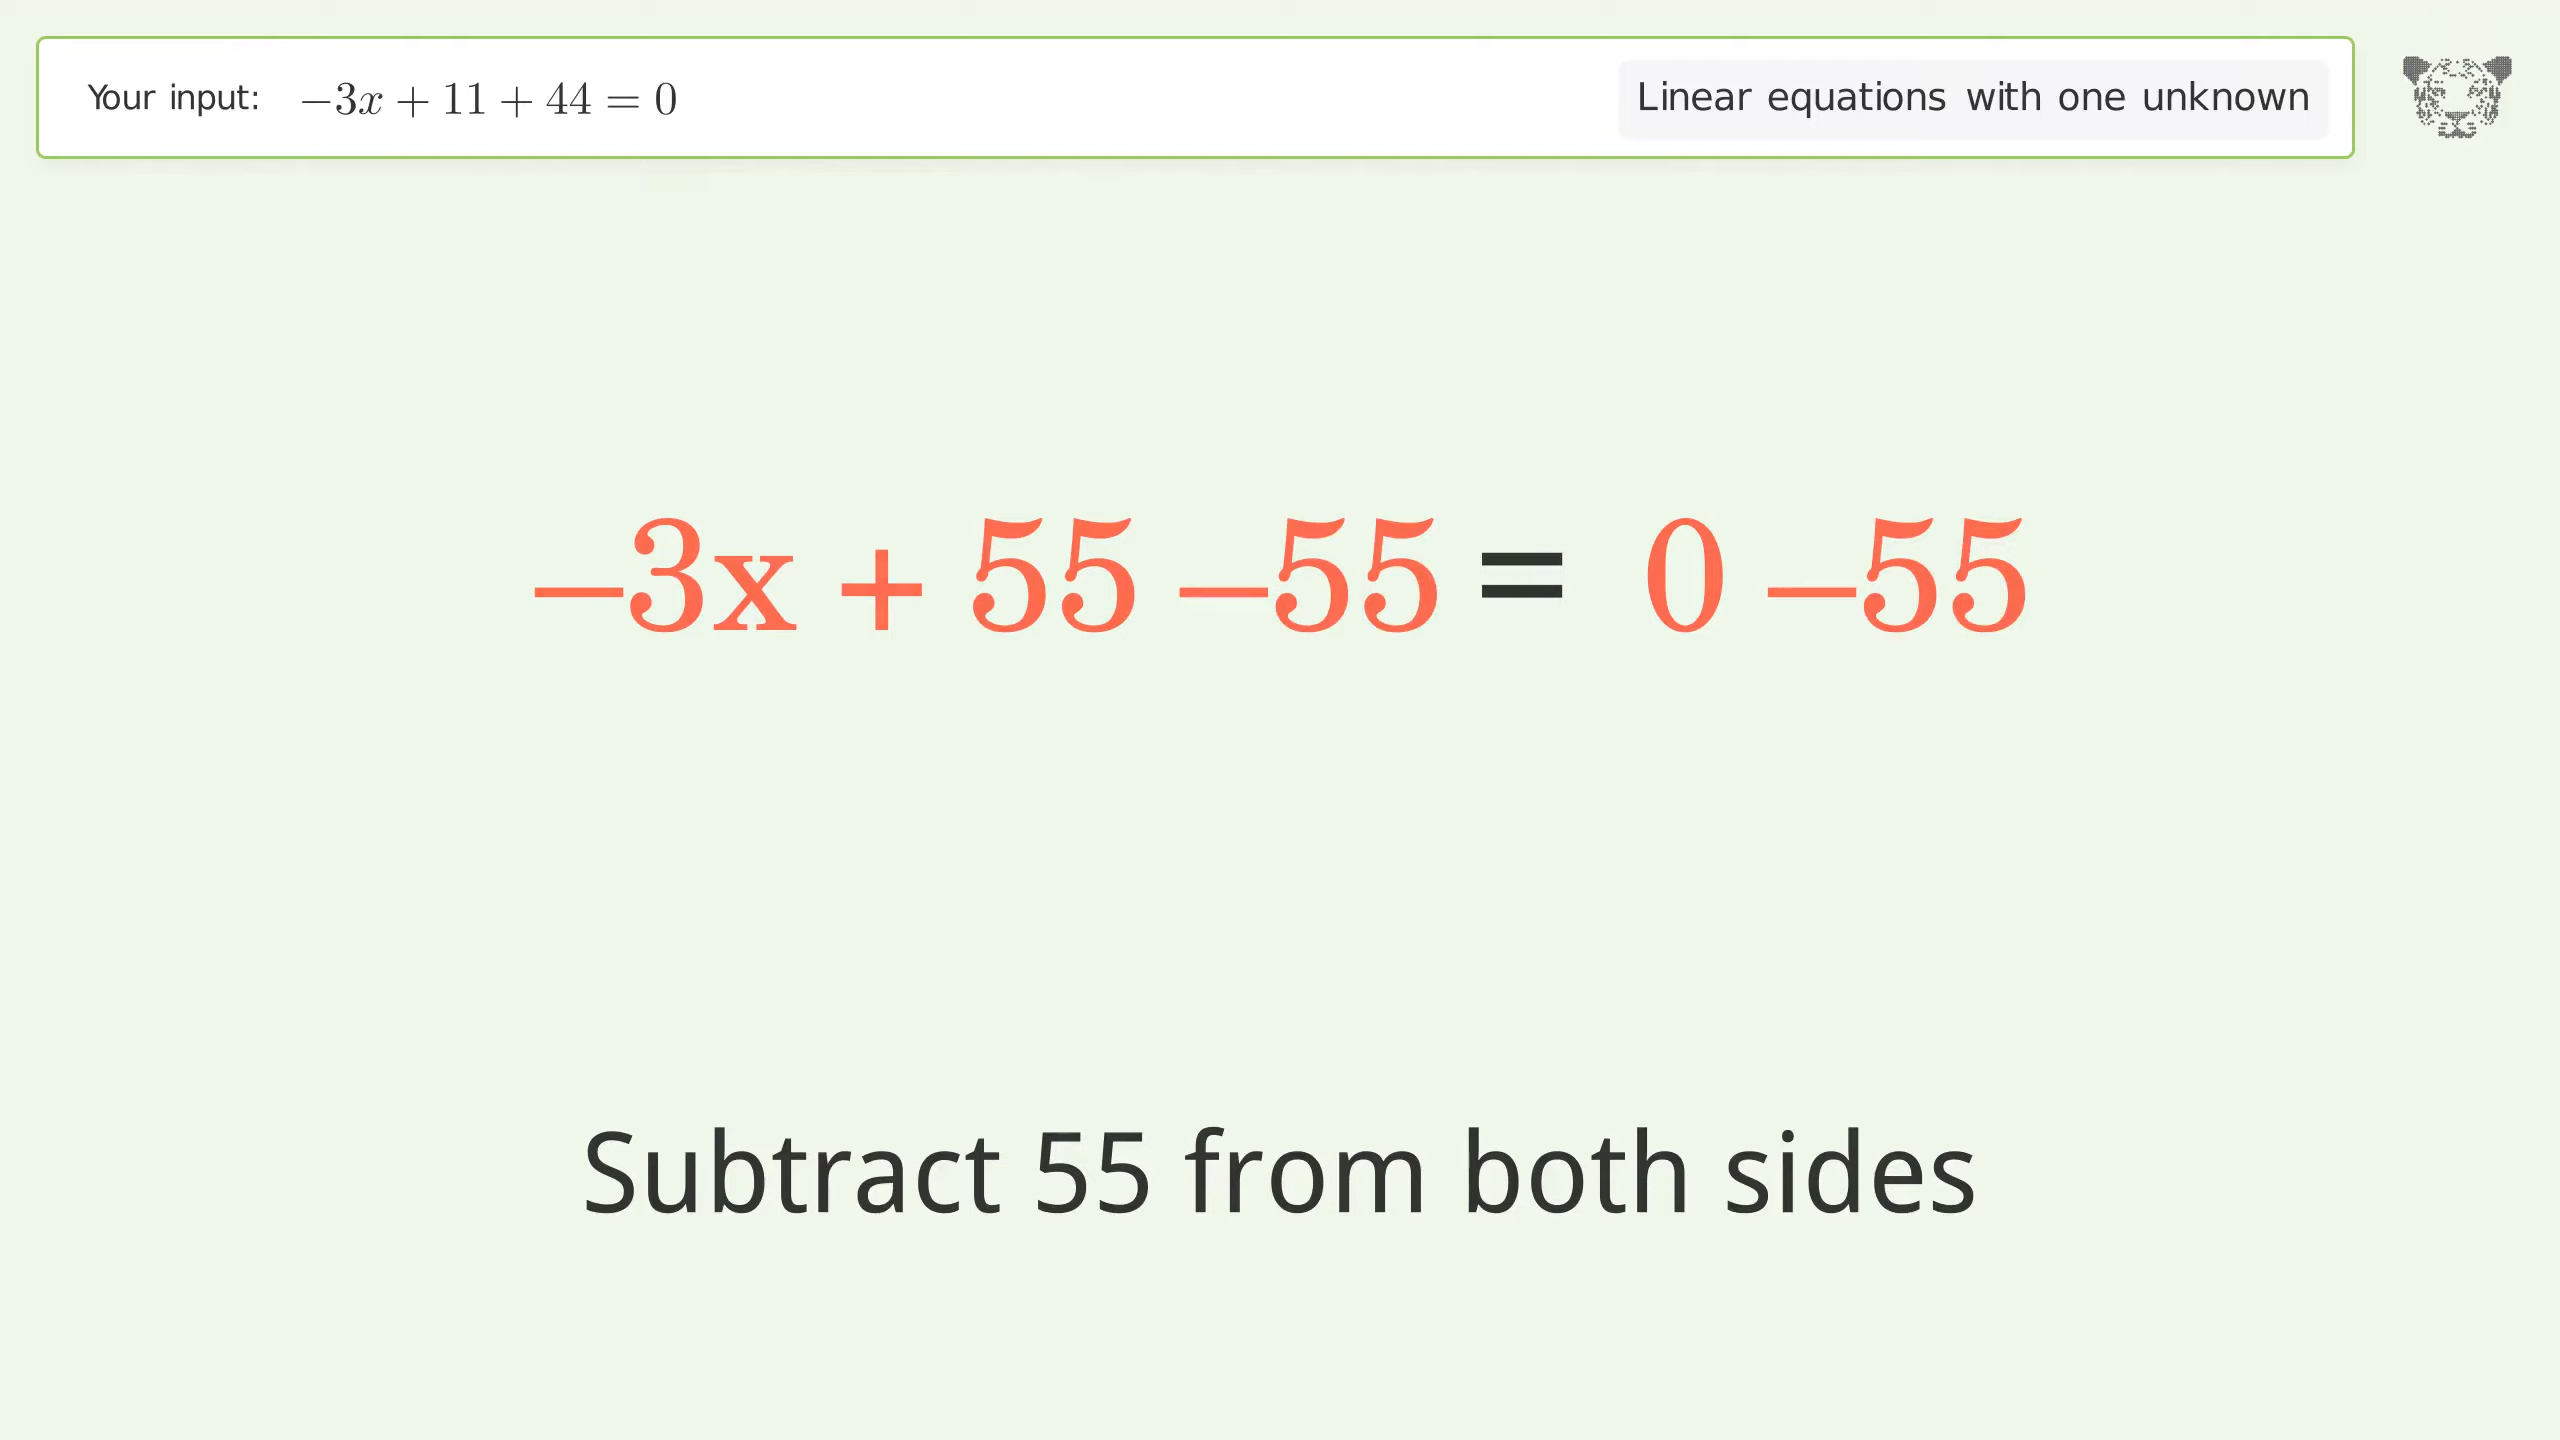 Your input: −3x + 11 + 44 = 0
Linear equations with one unknown
−3x + 55 −55 = 0 −55
Subtract 55 from both sides